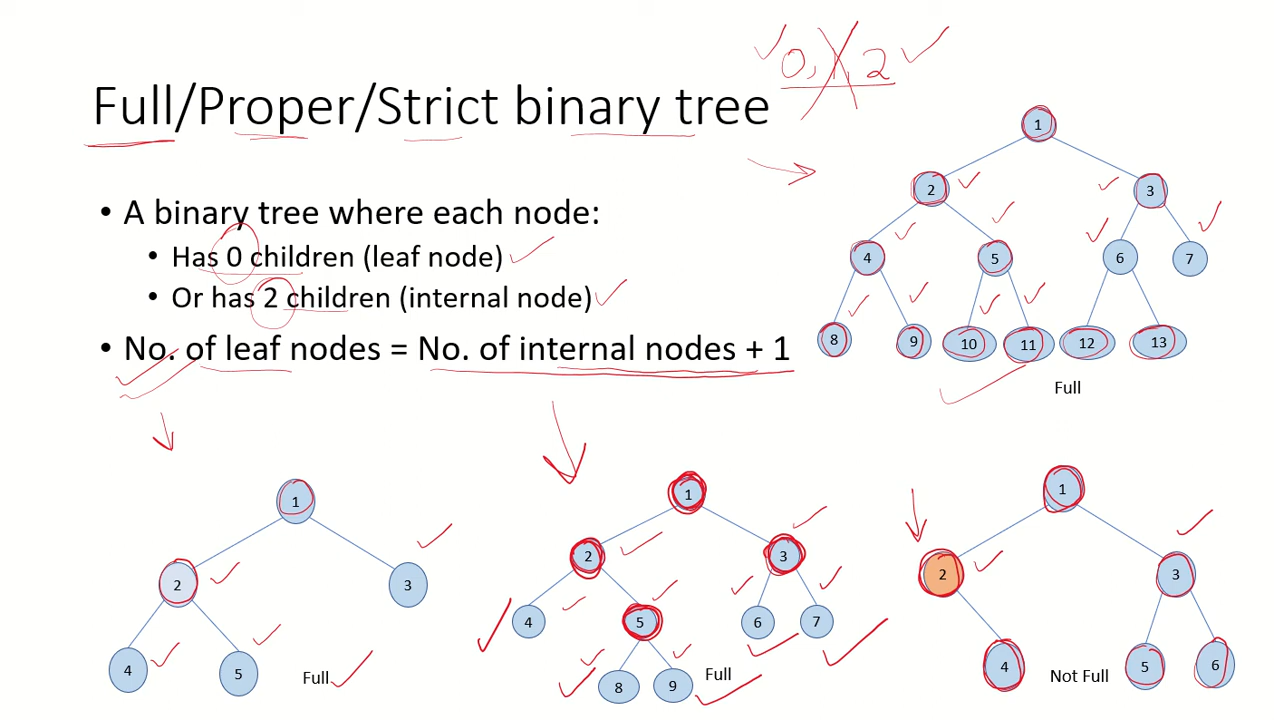 0, 1, 2
Full/Proper/Strict binary tree
• A binary tree where each node:
• Has 0 children (leaf node)
• Or has 2 children (internal node)
• No. of leaf nodes = No. of internal nodes + 1
1
2 3
4 5 6 7
8 9 10 11 12 13
Full
1
2 3
4 5
Full
1
2 3
4 5 6 7
8 9
Full
1
2 3
4 5 6
Not Full